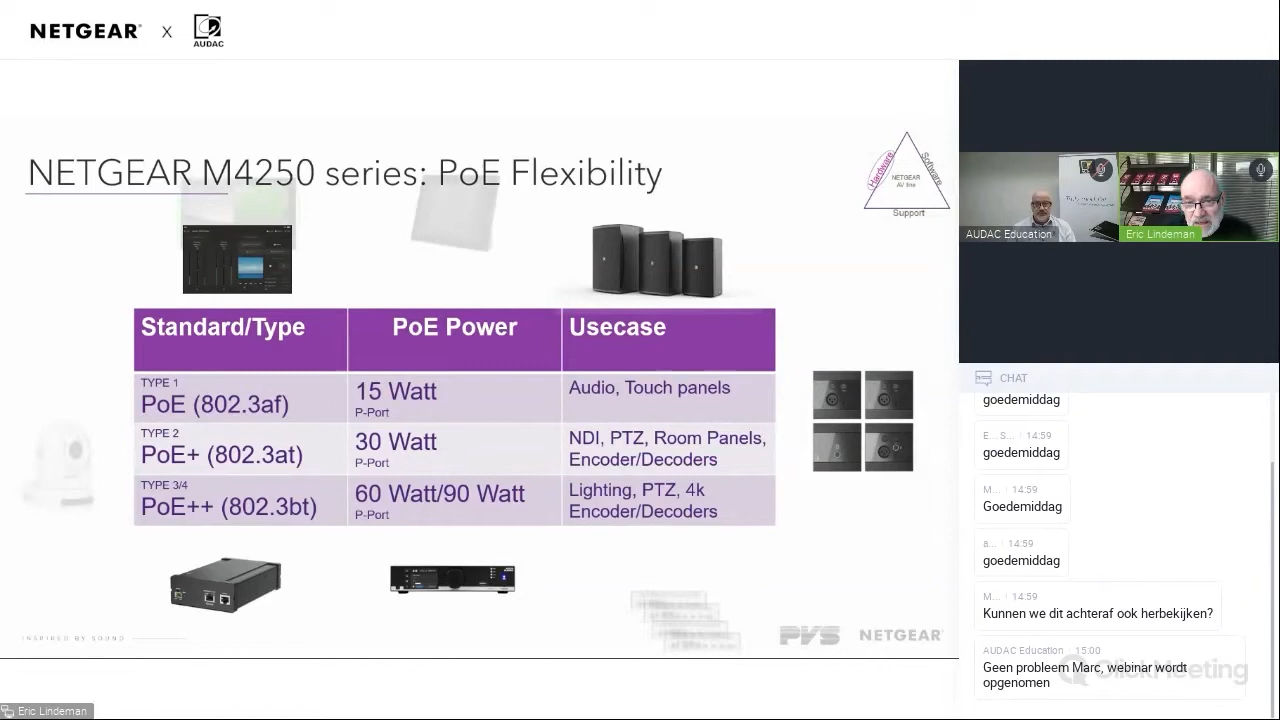 NETGEAR X
AUDAC
NETGEAR M4250 series: PoE Flexibility
Hardware
Software
NETGEAR
AV line
Support
Standard/Type PoE Power Usecase
TYPE 1
PoE (802.3af)
15 Watt
P-Port
Audio, Touch panels
TYPE 2
PoE+ (802.3at)
30 Watt
P-Port
NDI, PTZ, Room Panels,
Encoder/Decoders
TYPE 3/4
PoE++ (802.3bt)
60 Watt/90 Watt
P-Port
Lighting, PTZ, 4k
Encoder/Decoders
INSPIRED BY SOUND
PVS NETGEAR
Eric Lindeman
AUDAC Education
Eric Lindeman
CHAT
goedemiddag
E... S... 14:59
goedemiddag
M... 14:59
Goedemiddag
a... 14:59
goedemiddag
M... 14:59
Kunnen we dit achteraf ook herbekijken?
AUDAC Education 15:00
Geen probleem Marc, webinar wordt
opgenomen
ClickMeeting